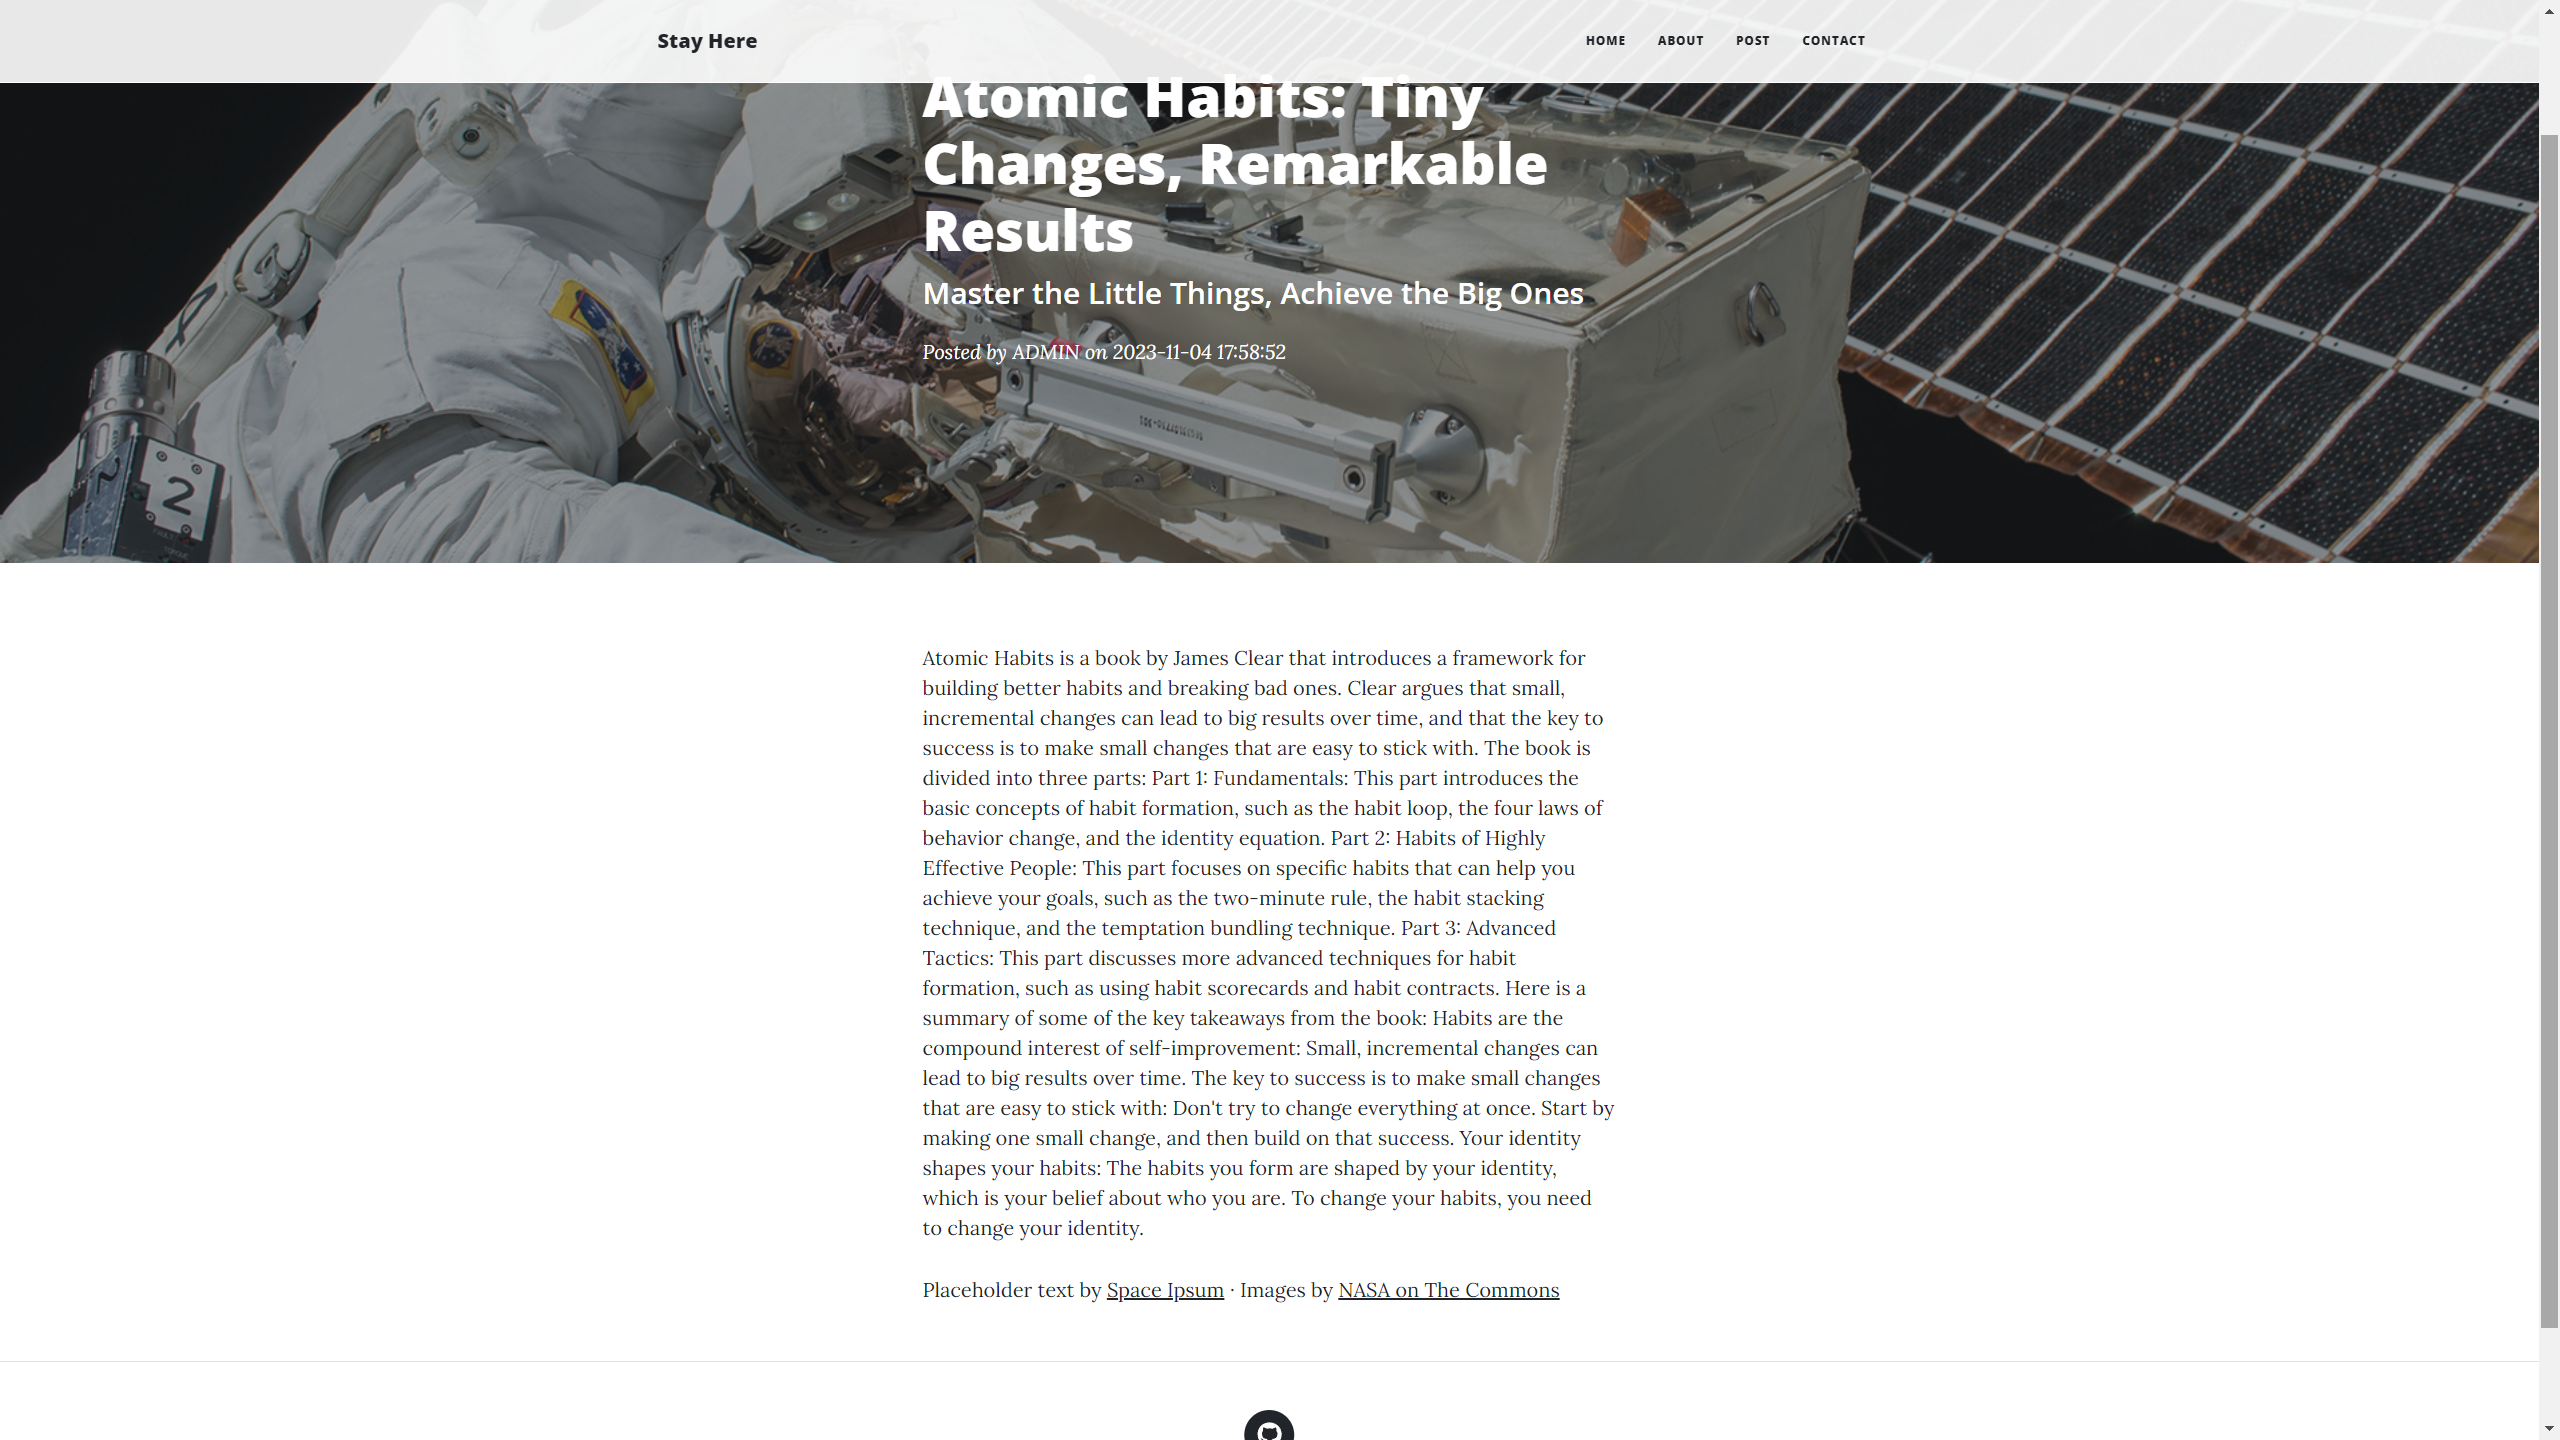 Stay Here
HOME
ABOUT
POST
CONTACT
Atomic Habits: Tiny
Changes, Remarkable
Results
Master the Little Things, Achieve the Big Ones
Posted by ADMIN on 2023-11-04 17:58:52
2
Atomic Habits is a book by James Clear that introduces a framework for
building better habits and breaking bad ones. Clear argues that small,
incremental changes can lead to big results over time, and that the key to
success is to make small changes that are easy to stick with. The book is
divided into three parts: Part 1: Fundamentals: This part introduces the
basic concepts of habit formation, such as the habit loop, the four laws of
behavior change, and the identity equation. Part 2: Habits of Highly
Effective People: This part focuses on specific habits that can help you
achieve your goals, such as the two-minute rule, the habit stacking
technique, and the temptation bundling technique. Part 3: Advanced
Tactics: This part discusses more advanced techniques for habit
formation, such as using habit scorecards and habit contracts. Here is a
summary of some of the key takeaways from the book: Habits are the
compound interest of self-improvement: Small, incremental changes can
lead to big results over time. The key to success is to make small changes
that are easy to stick with: Don't try to change everything at once. Start by
making one small change, and then build on that success. Your identity
shapes your habits: The habits you form are shaped by your identity,
which is your belief about who you are. To change your habits, you need
to change your identity.
Placeholder text by Space Ipsum · Images by NASA on The Commons